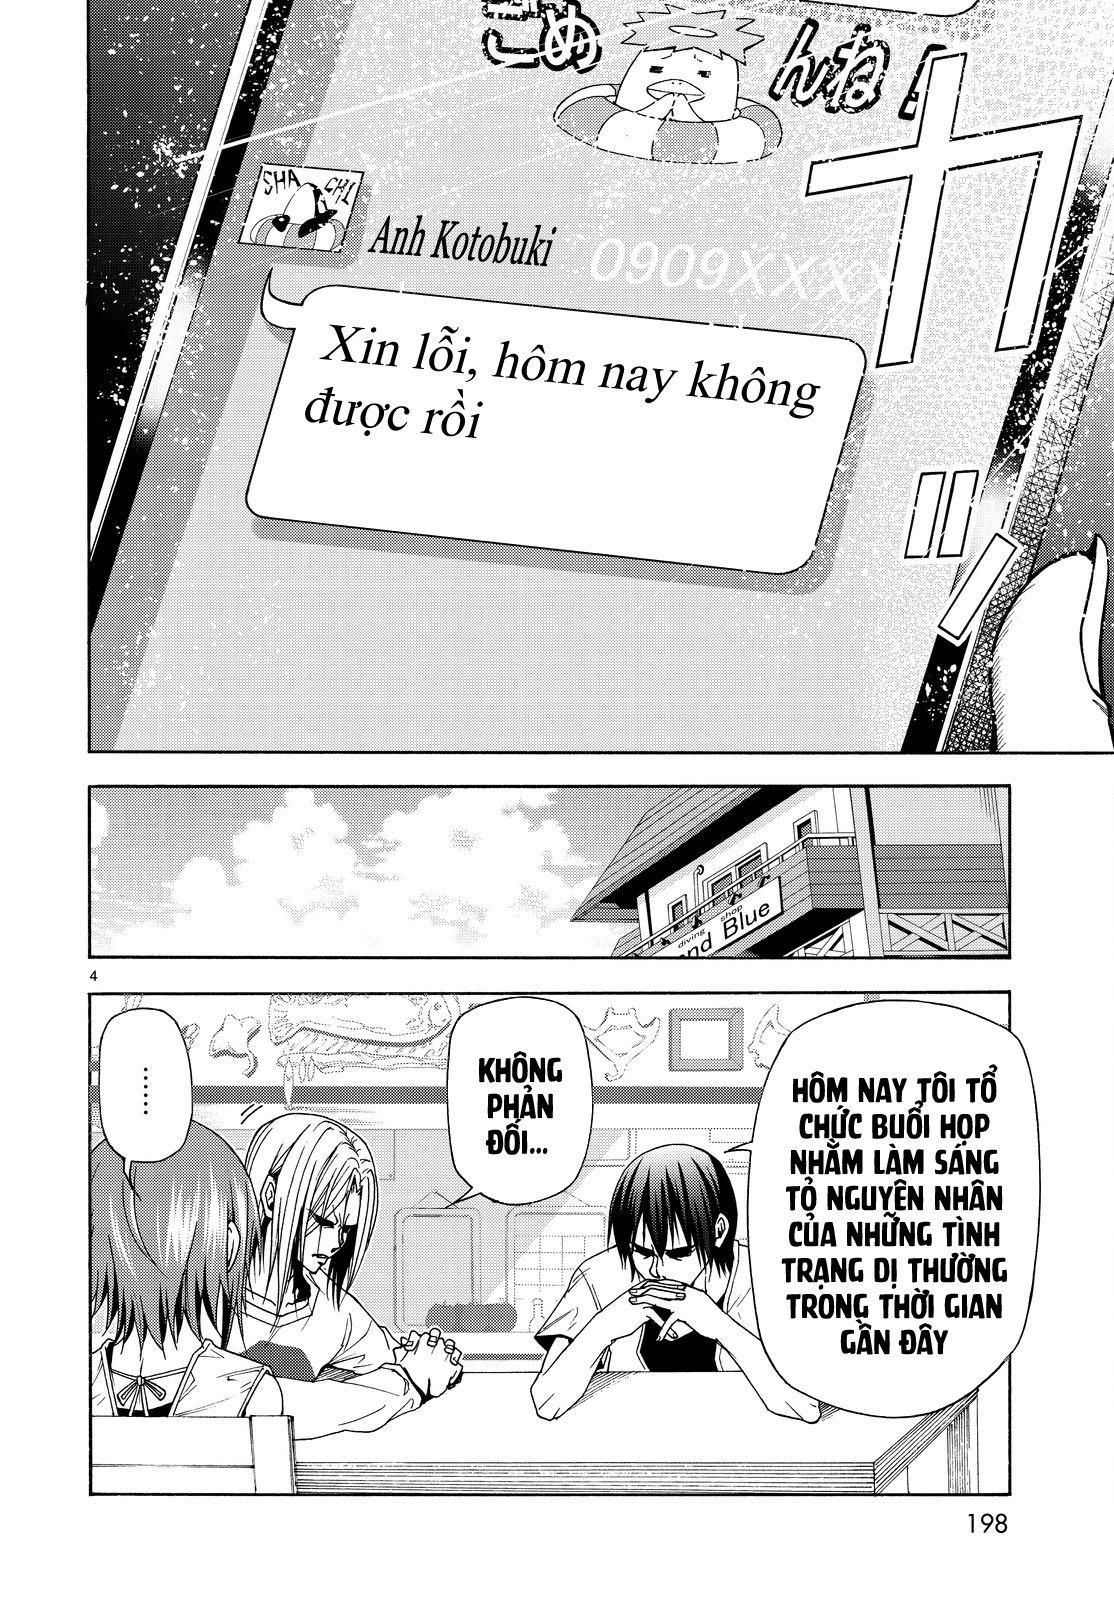 ごめんね！
SHA CHI
Anh Kotobuki
0909XXXX
カ
Xin lỗi, hôm nay không
được rồi
diving shop
and Blue
4
HÔM NAY TÔI TỔ
CHỨC BUỔI HỌP
NHẰM LÀM SÁNG
TỎ NGUYÊN NHÂN
CỦA NHỮNG TÌNH
TRẠNG DỊ THƯỜNG
TRONG THỜI GIAN
GẦN ĐÂY
KHÔNG
PHẢN
ĐỐI...
......
198